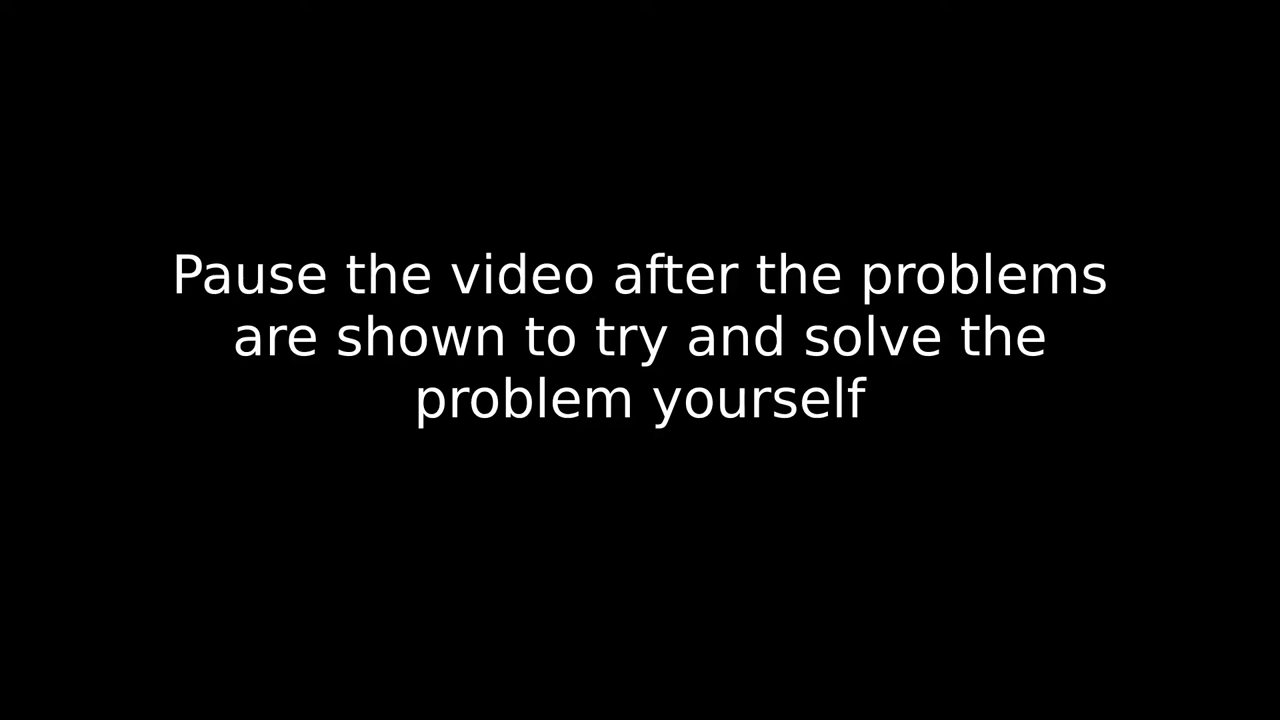 Pause the video after the problems
are shown to try and solve the
problem yourself